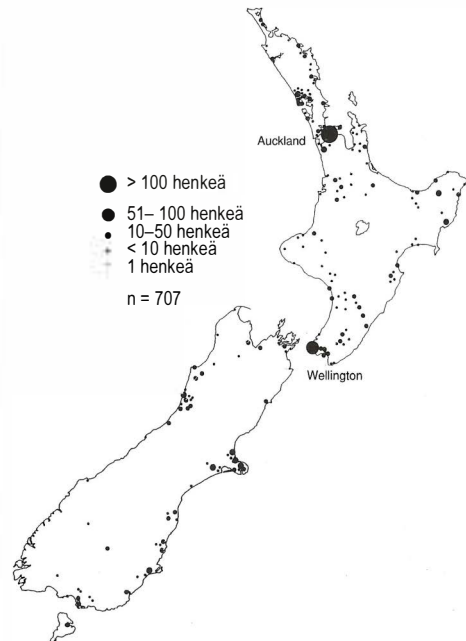 Auckland
> 100 henkeä
51– 100 henkeä
10–50 henkeä
< 10 henkeä
1 henkeä
n = 707
Wellington